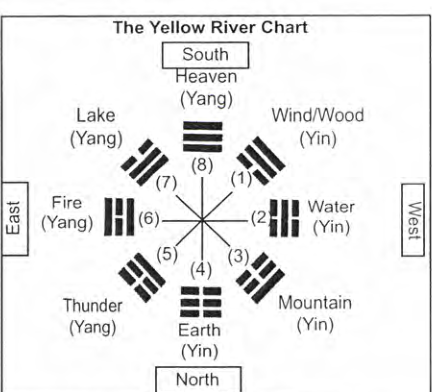 The Yellow River Chart
South
Heaven
(Yang)
Lake
(Yang)
Wind/Wood
(Yin)
(8)
(7)
(1)
East
Fire
(Yang)
(6)
(2)
Water
(Yin)
West
(5)
(4)
(3)
Thunder
(Yang)
Earth
(Yin)
Mountain
(Yin)
North